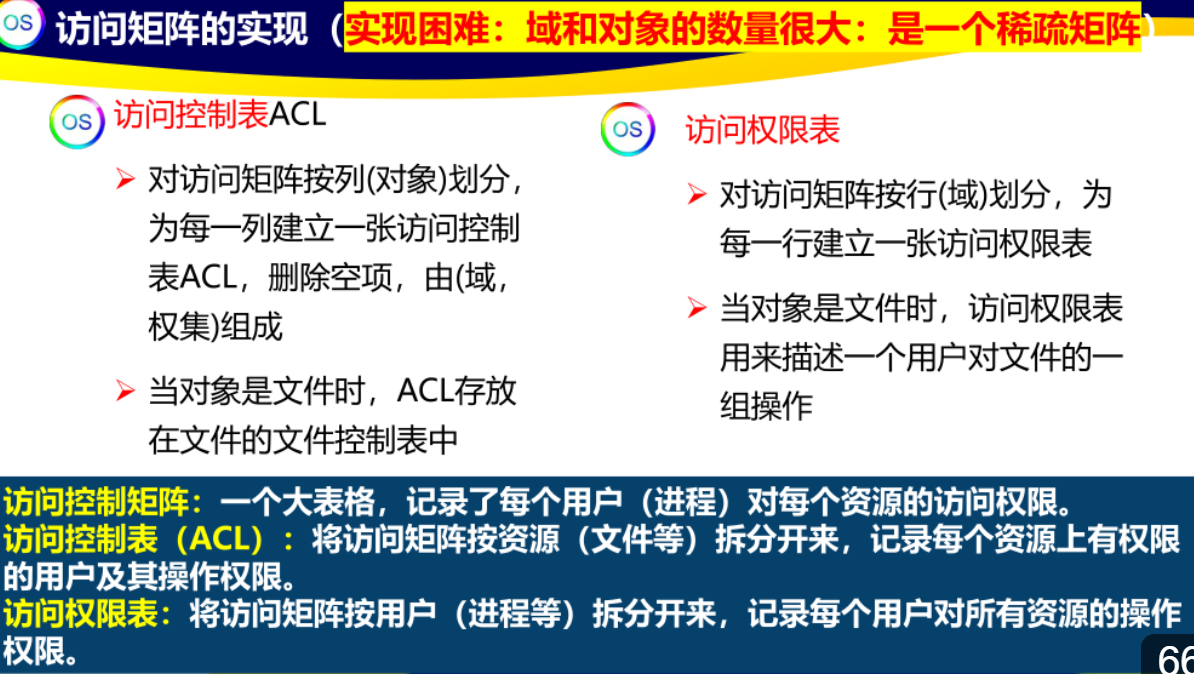 OS 访问矩阵的实现（实现困难：域和对象的数量很大：是一个稀疏矩阵）
OS 访问控制表ACL
➢ 对访问矩阵按列(对象)划分，
为每一列建立一张访问控制
表ACL，删除空项，由(域，
权集)组成
➢ 当对象是文件时，ACL存放
在文件的文件控制表中
OS 访问权限表
➢ 对访问矩阵按行(域)划分，为
每一行建立一张访问权限表
➢ 当对象是文件时，访问权限表
用来描述一个用户对文件的一
组操作
访问控制矩阵：一个大表格，记录了每个用户（进程）对每个资源的访问权限。
访问控制表（ACL）：将访问矩阵按资源（文件等）拆分开来，记录每个资源上有权限
的用户及其操作权限。
访问权限表：将访问矩阵按用户（进程等）拆分开来，记录每个用户对所有资源的操作
权限。
66